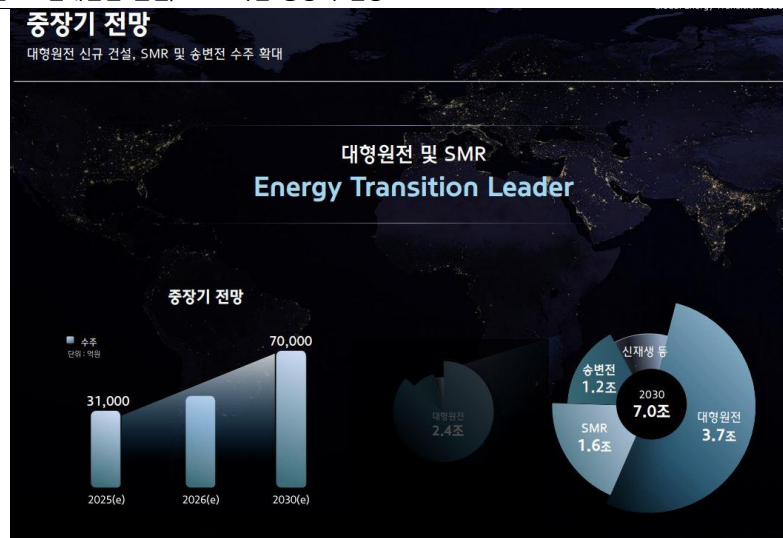 중장기 전망
대형원전 신규 건설, SMR 및 송변전 수주 확대
대형원전 및 SMR
Energy Transition Leader
중장기 전망
수주
단위 : 억원
31,000
70,000
2025(e)
2026(e)
2030(e)
대형원전
2.4조
신재생 등
송변전
1.2조
2030
7.0조
SMR
1.6조
대형원전
3.7조